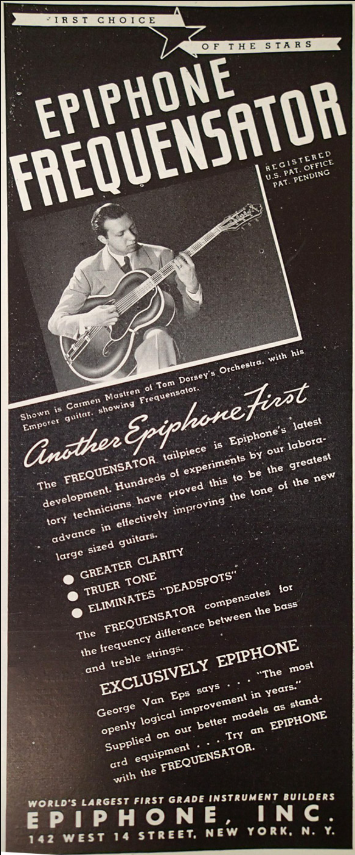 FIRST CHOICE
OF THE STARS
EPIPHONE
FREQUENSATOR
REGISTERED
U.S. PAT. OFFICE
PAT. PENDING
Shown is Carmen Mastren of Tom Dorsey's Orchestra, with his
Emperor guitar, showing Frequensator.
Another Epiphone First
The FREQUENSATOR tailpiece is Epiphone's latest
development. Hundreds of experiments by our labora-
tory technicians have proved this to be the greatest
advance in effectively improving the tone of the new
large sized guitars.
● GREATER CLARITY
● TRUER TONE
● ELIMINATES "DEADSPOTS"
The FREQUENSATOR compensates for
the frequency difference between the bass
and treble strings.
EXCLUSIVELY EPIPHONE
George Van Eps says . . . "The most
openly logical improvement in years."
Supplied on our better models as stand-
ard equipment . . . Try an EPIPHONE
with the FREQUENSATOR.
WORLD'S LARGEST FIRST GRADE INSTRUMENT BUILDERS
EPIPHONE, INC.
142 WEST 14 STREET, NEW YORK, N. Y.